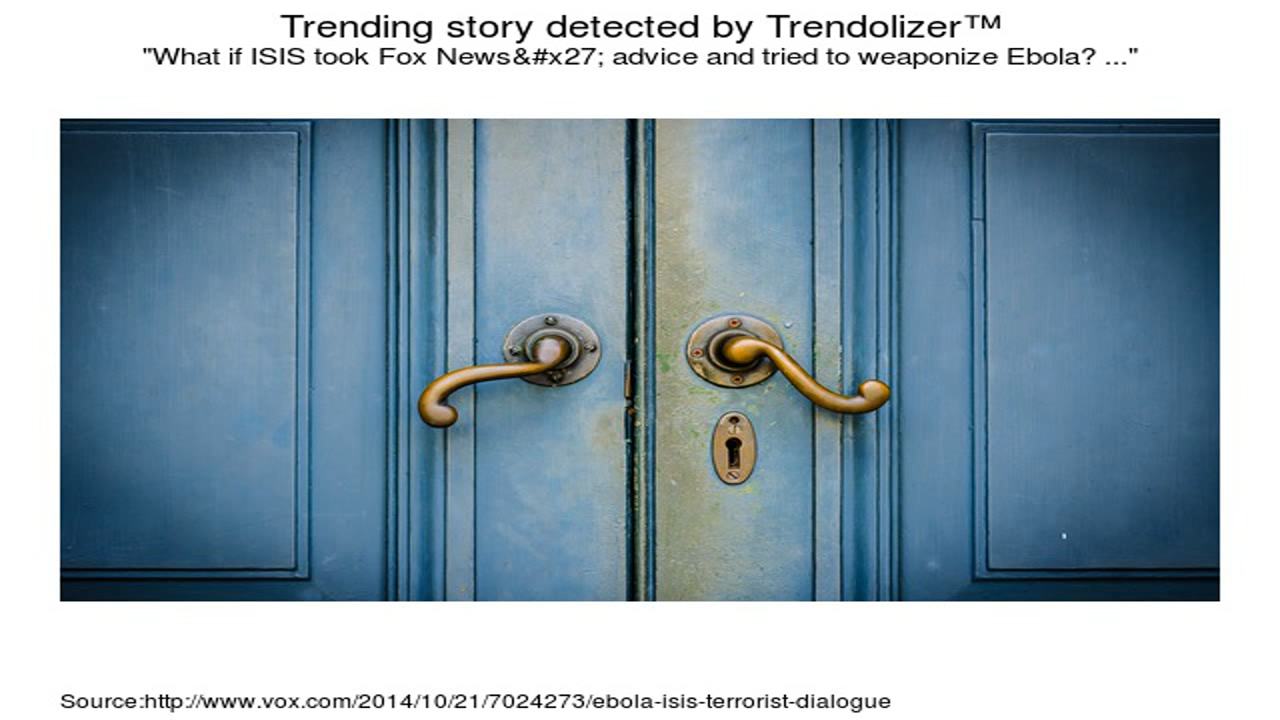 Trending story detected by Trendolizer™
"What if ISIS took Fox News&#x27; advice and tried to weaponize Ebola? ..."
Source:http://www.vox.com/2014/10/21/7024273/ebola-isis-terrorist-dialogue